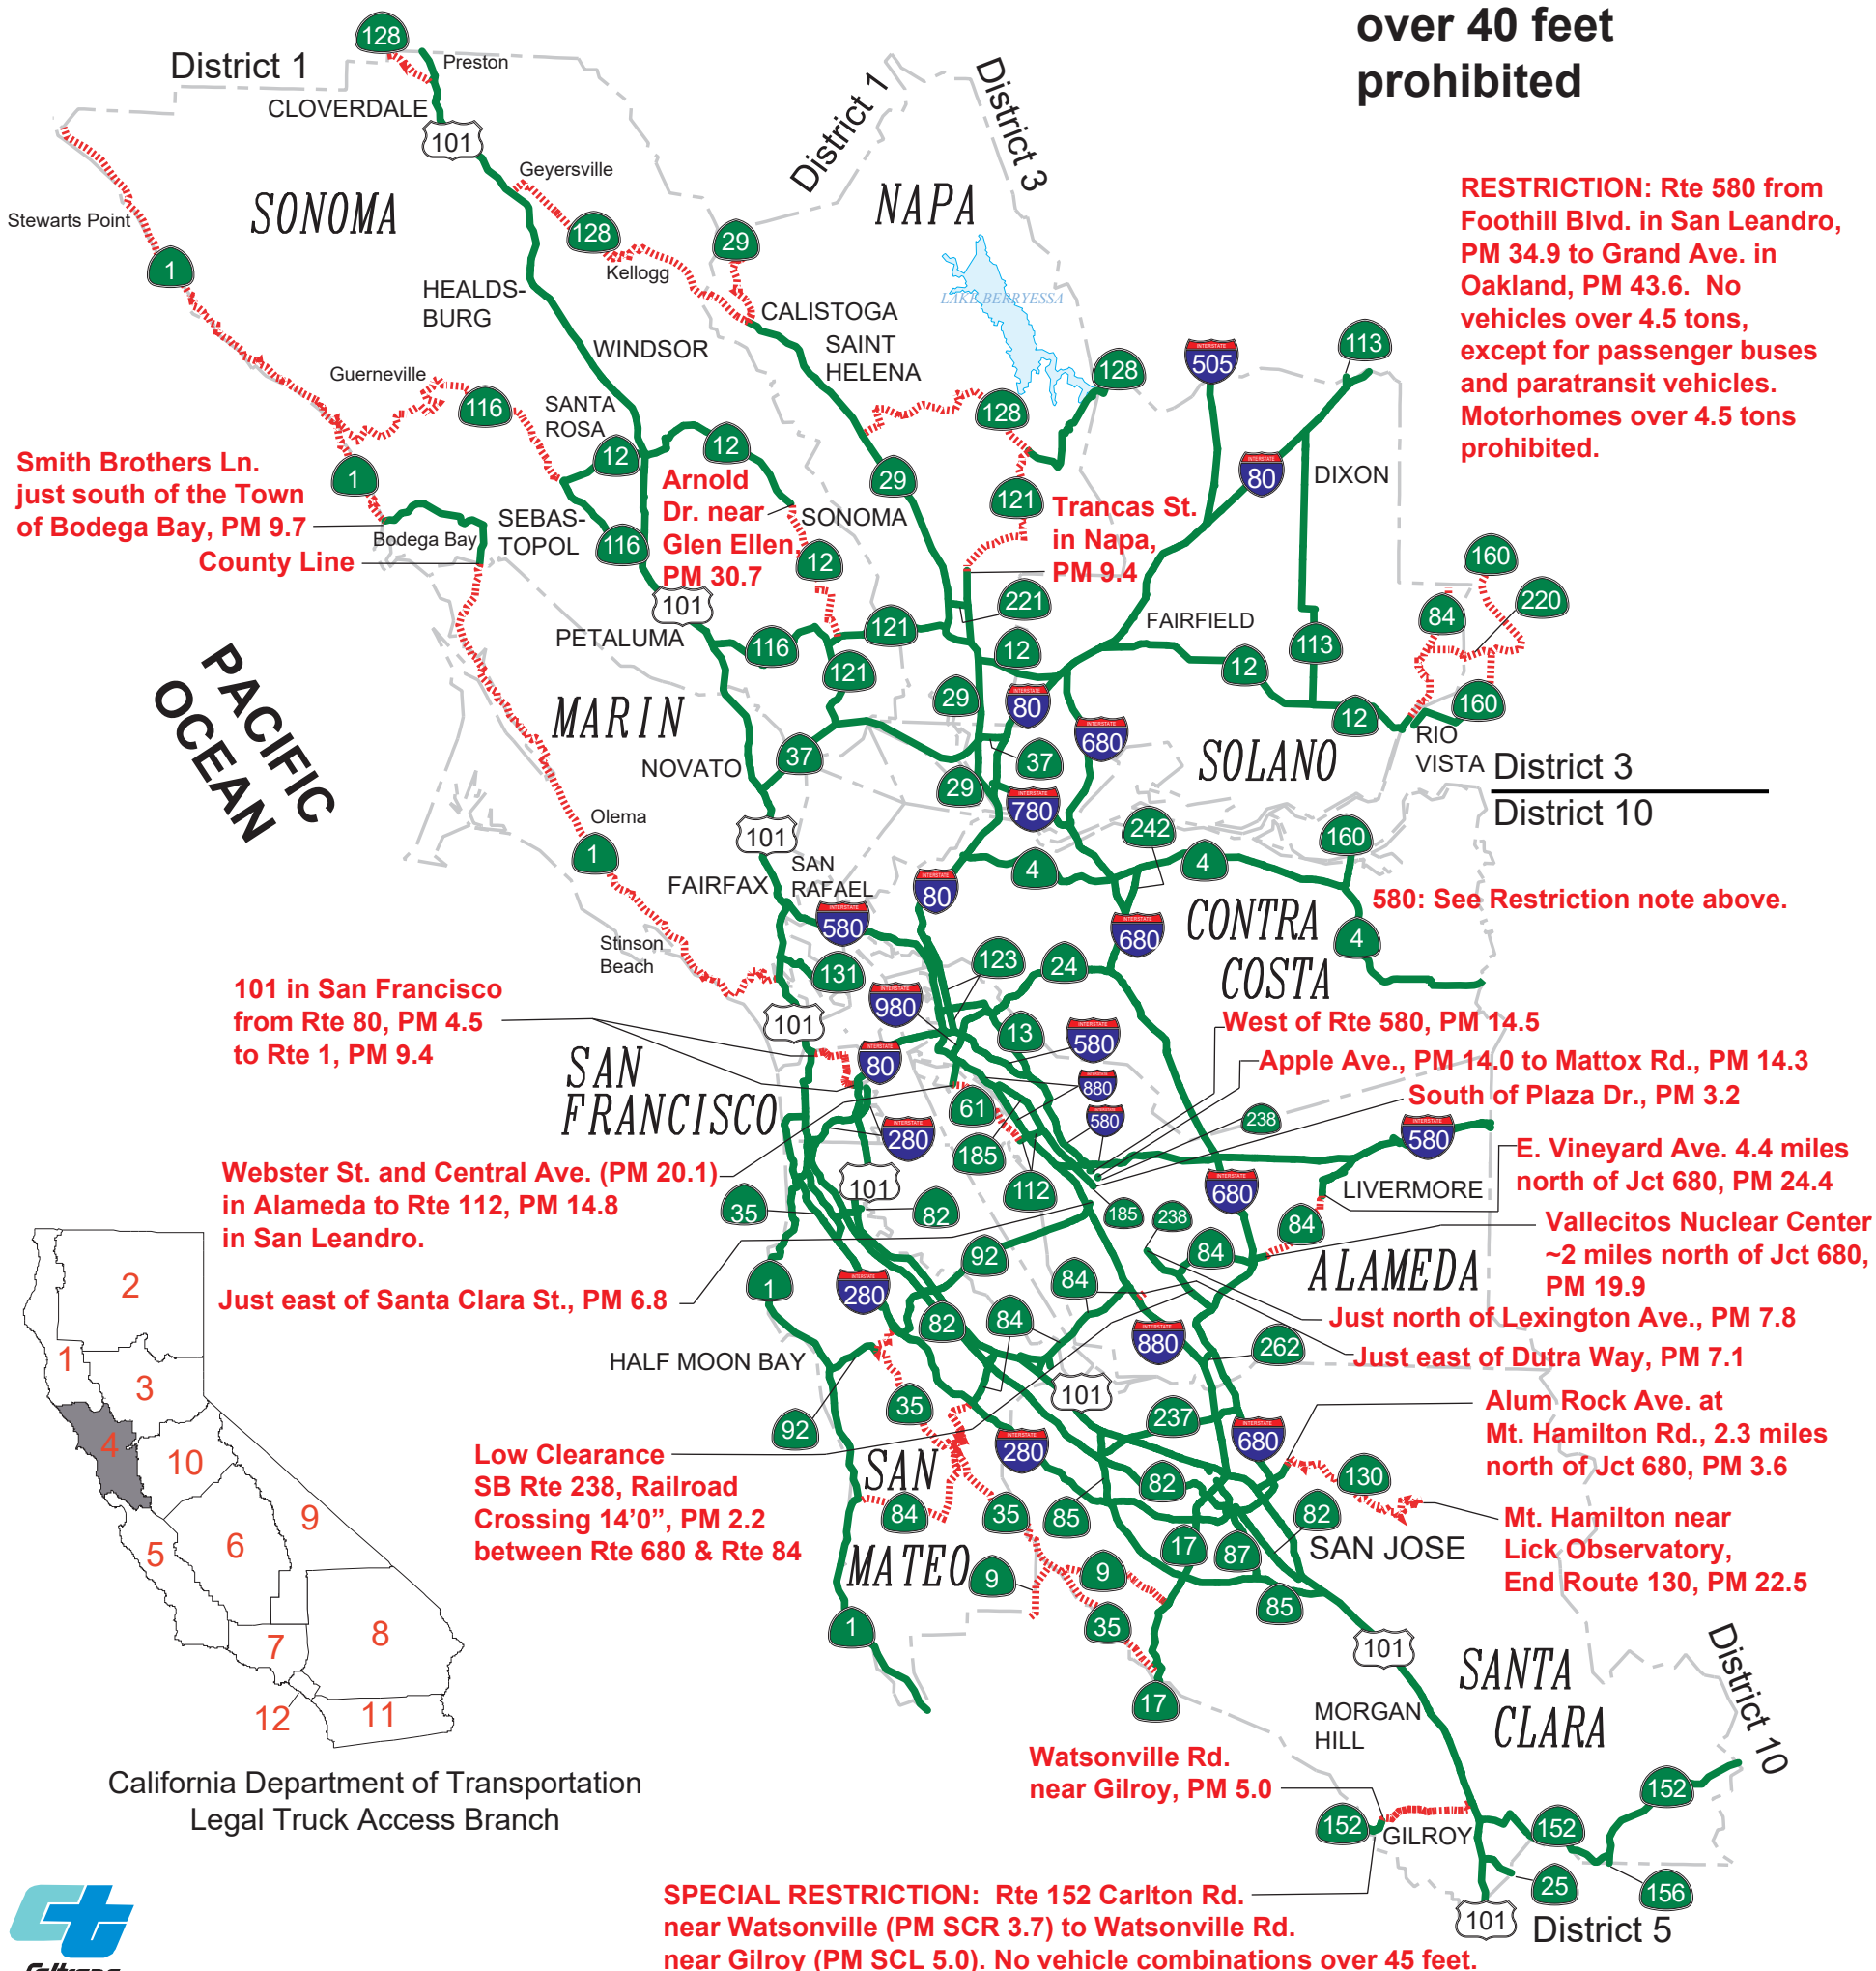 over 40 feet
prohibited
128
District 1
Preston
CLOVERDALE
101
District 1
District 3
Geyersville
SONOMA
NAPA
Stewarts Point
128
29
1
Kellogg
HEALDS-
BURG
LAKE BERRYESSA
CALISTOGA
RESTRICTION: Rte 580 from
Foothill Blvd. in San Leandro,
PM 34.9 to Grand Ave. in
Oakland, PM 43.6. No
vehicles over 4.5 tons,
except for passenger buses
and paratransit vehicles.
Motorhomes over 4.5 tons
prohibited.
WINDSOR
SAINT
HELENA
INTERSTATE
505
113
128
Guerneville
116
SANTA
ROSA
128
12
12
29
INTERSTATE
80
DIXON
Smith Brothers Ln.
just south of the Town
of Bodega Bay, PM 9.7
1
Arnold
Dr. near
Glen Ellen,
PM 30.7
SONOMA
121
Trancas St.
in Napa,
PM 9.4
Bodega Bay
SEBAS-
TOPOL
116
County Line
12
160
101
221
84
220
FAIRFIELD
PETALUMA
116
121
12
113
12
121
PACIFIC
OCEAN
MARIN
29
INTERSTATE
80
INTERSTATE
680
12
160
RIO
VISTA
NOVATO
37
37
SOLANO
District 3
District 10
29
INTERSTATE
780
Olema
101
242
160
1
SAN
RAFAEL
FAIRFAX
4
4
INTERSTATE
80
580: See Restriction note above.
INTERSTATE
580
INTERSTATE
680
CONTRA
COSTA
4
Stinson
Beach
131
123
24
101 in San Francisco
from Rte 80, PM 4.5
to Rte 1, PM 9.4
INTERSTATE
980
101
13
INTERSTATE
580
West of Rte 580, PM 14.5
Apple Ave., PM 14.0 to Mattox Rd., PM 14.3
South of Plaza Dr., PM 3.2
SAN
FRANCISCO
INTERSTATE
80
INTERSTATE
880
61
INTERSTATE
580
238
INTERSTATE
580
INTERSTATE
280
185
E. Vineyard Ave. 4.4 miles
north of Jct 680, PM 24.4
Webster St. and Central Ave. (PM 20.1)
in Alameda to Rte 112, PM 14.8
in San Leandro.
101
112
INTERSTATE
680
LIVERMORE
35
82
185
238
84
Vallecitos Nuclear Center
~2 miles north of Jct 680,
PM 19.9
92
84
ALAMEDA
1
INTERSTATE
280
84
Just east of Santa Clara St., PM 6.8
82
84
Just north of Lexington Ave., PM 7.8
INTERSTATE
880
262
Just east of Dutra Way, PM 7.1
HALF MOON BAY
101
35
92
237
Alum Rock Ave. at
Mt. Hamilton Rd., 2.3 miles
north of Jct 680, PM 3.6
INTERSTATE
280
INTERSTATE
680
Low Clearance
SB Rte 238, Railroad
Crossing 14'0”, PM 2.2
between Rte 680 & Rte 84
SAN
MATEO
82
130
84
35
85
82
Mt. Hamilton near
Lick Observatory,
End Route 130, PM 22.5
17
87
SAN JOSE
9
9
85
1
35
101
17
SANTA
CLARA
District 10
MORGAN
HILL
2
1
3
4
10
9
5
6
8
7
12
11
California Department of Transportation
Legal Truck Access Branch
Watsonville Rd.
near Gilroy, PM 5.0
152
152
GILROY
152
25
156
101
District 5
SPECIAL RESTRICTION: Rte 152 Carlton Rd.
near Watsonville (PM SCR 3.7) to Watsonville Rd.
near Gilroy (PM SCL 5.0). No vehicle combinations over 45 feet.
ct